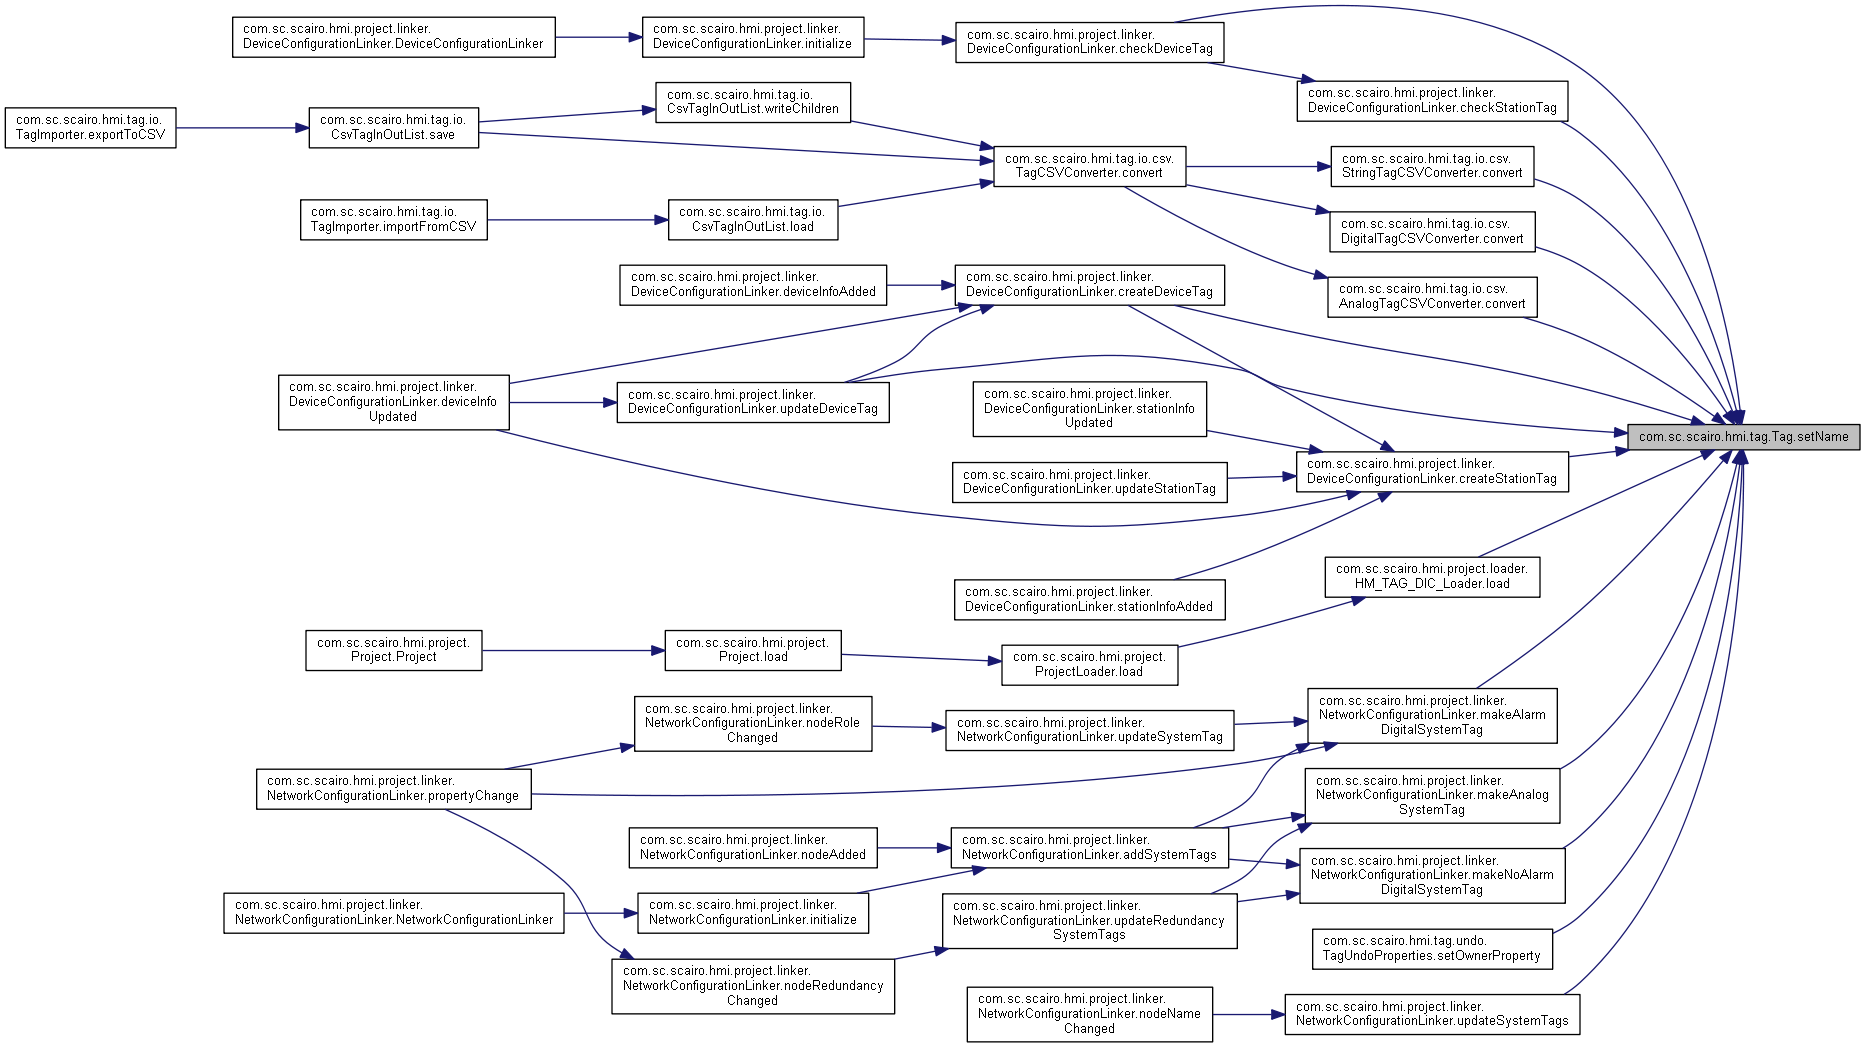 com.sc.scairo.hmi.project.linker.
DeviceConfigurationLinker.DeviceConfigurationLinker
com.sc.scairo.hmi.project.linker.
DeviceConfigurationLinker.initialize
com.sc.scairo.hmi.project.linker.
DeviceConfigurationLinker.checkDeviceTag
com.sc.scairo.hmi.project.linker.
DeviceConfigurationLinker.checkStationTag
com.sc.scairo.hmi.tag.io.
CsvTagInOutList.writeChildren
com.sc.scairo.hmi.tag.io.
TagImporter.exportToCSV
com.sc.scairo.hmi.tag.io.
CsvTagInOutList.save
com.sc.scairo.hmi.tag.io.csv.
TagCSVConverter.convert
com.sc.scairo.hmi.tag.io.csv.
StringTagCSVConverter.convert
com.sc.scairo.hmi.tag.io.
TagImporter.importFromCSV
com.sc.scairo.hmi.tag.io.
CsvTagInOutList.load
com.sc.scairo.hmi.tag.io.csv.
DigitalTagCSVConverter.convert
com.sc.scairo.hmi.project.linker.
DeviceConfigurationLinker.deviceInfoAdded
com.sc.scairo.hmi.project.linker.
DeviceConfigurationLinker.createDeviceTag
com.sc.scairo.hmi.tag.io.csv.
AnalogTagCSVConverter.convert
com.sc.scairo.hmi.project.linker.
DeviceConfigurationLinker.deviceInfo
Updated
com.sc.scairo.hmi.project.linker.
DeviceConfigurationLinker.updateDeviceTag
com.sc.scairo.hmi.project.linker.
DeviceConfigurationLinker.stationInfo
Updated
com.sc.scairo.hmi.tag.Tag.setName
com.sc.scairo.hmi.project.linker.
DeviceConfigurationLinker.updateStationTag
com.sc.scairo.hmi.project.linker.
DeviceConfigurationLinker.createStationTag
com.sc.scairo.hmi.project.linker.
DeviceConfigurationLinker.stationInfoAdded
com.sc.scairo.hmi.project.loader.
HM_TAG_DIC_Loader.load
com.sc.scairo.hmi.project.
Project.Project
com.sc.scairo.hmi.project.
Project.load
com.sc.scairo.hmi.project.
ProjectLoader.load
com.sc.scairo.hmi.project.linker.
NetworkConfigurationLinker.nodeRole
Changed
com.sc.scairo.hmi.project.linker.
NetworkConfigurationLinker.updateSystemTag
com.sc.scairo.hmi.project.linker.
NetworkConfigurationLinker.makeAlarm
DigitalSystemTag
com.sc.scairo.hmi.project.linker.
NetworkConfigurationLinker.propertyChange
com.sc.scairo.hmi.project.linker.
NetworkConfigurationLinker.makeAnalog
SystemTag
com.sc.scairo.hmi.project.linker.
NetworkConfigurationLinker.nodeAdded
com.sc.scairo.hmi.project.linker.
NetworkConfigurationLinker.addSystemTags
com.sc.scairo.hmi.project.linker.
NetworkConfigurationLinker.makeNoAlarm
DigitalSystemTag
com.sc.scairo.hmi.project.linker.
NetworkConfigurationLinker.NetworkConfigurationLinker
com.sc.scairo.hmi.project.linker.
NetworkConfigurationLinker.initialize
com.sc.scairo.hmi.project.linker.
NetworkConfigurationLinker.updateRedundancy
SystemTags
com.sc.scairo.hmi.tag.undo.
TagUndoProperties.setOwnerProperty
com.sc.scairo.hmi.project.linker.
NetworkConfigurationLinker.nodeRedundancy
Changed
com.sc.scairo.hmi.project.linker.
NetworkConfigurationLinker.nodeName
Changed
com.sc.scairo.hmi.project.linker.
NetworkConfigurationLinker.updateSystemTags